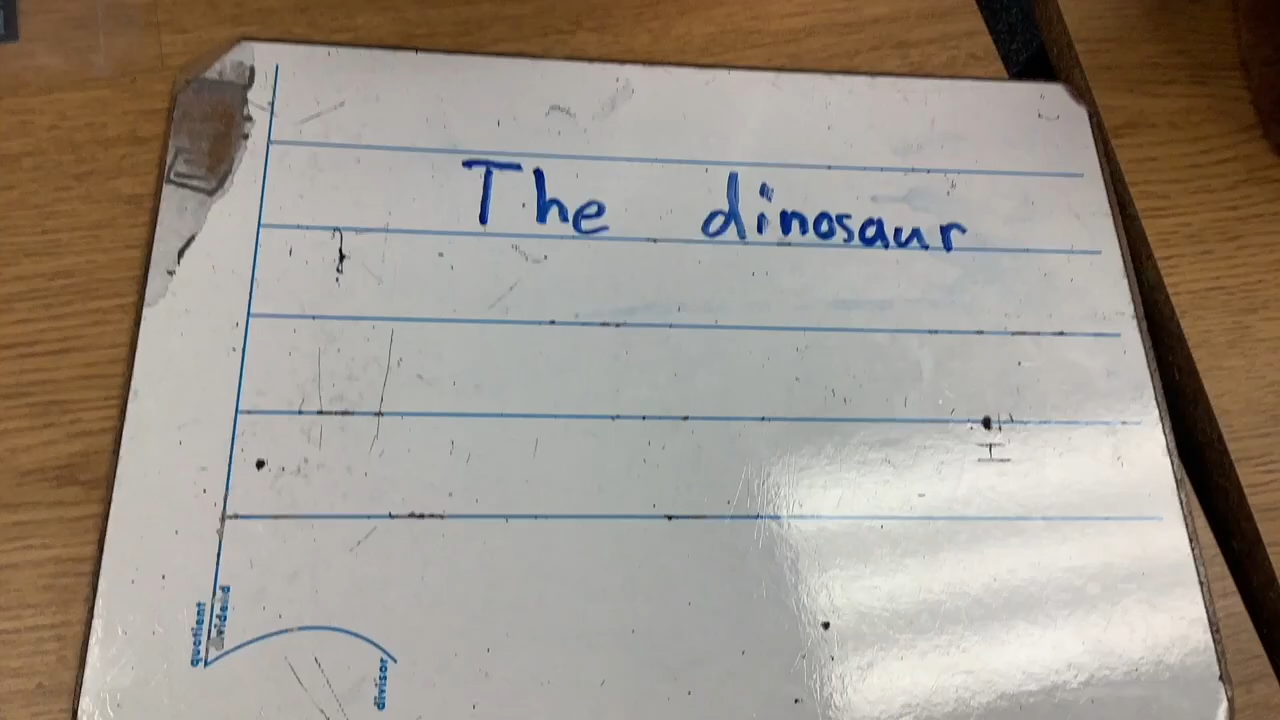 The dinosaur
quotient
dividend
divisor